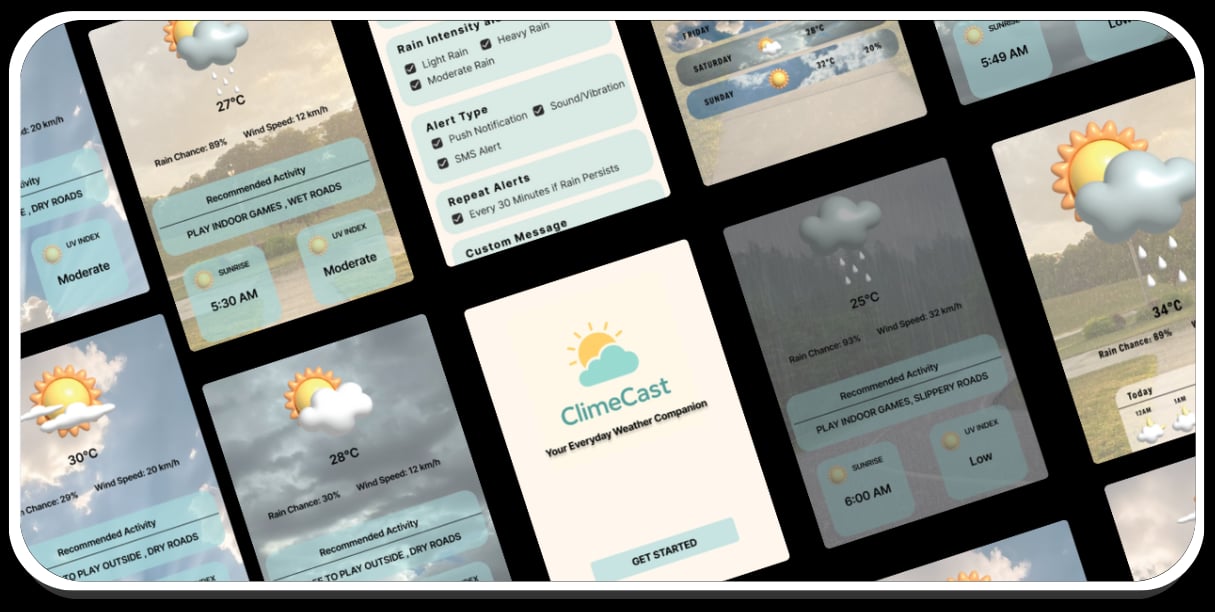 d: 20 km/h
ivity
E , DRY ROADS
UV INDEX
Moderate
27°C
Rain Chance: 89%
Wind Speed: 12 km/h
Recommended Activity
PLAY INDOOR GAMES , WET ROADS
SUNRISE
5:30 AM
UV INDEX
Moderate
Rain Intensity al
Light Rain
Heavy Rain
Moderate Rain
Alert Type
Push Notification
Sound/Vibration
SMS Alert
Repeat Alerts
Every 30 Minutes if Rain Persists
Custom Message
FRIDAY
SATURDAY
28°C
SUNDAY
32°C
20%
SUNRISE
5:49 AM
Low
30°C
Chance: 29%
Wind Speed: 20 km/h
Recommended Activity
TO PLAY OUTSIDE , DRY ROADS
INDEX
28°C
Rain Chance: 30%
Wind Speed: 12 km/h
Recommended Activity
TO PLAY OUTSIDE , DRY ROADS
INDEX
ClimeCast
Your Everyday Weather Companion
GET STARTED
25°C
Rain Chance: 93%
Wind Speed: 32 km/h
Recommended Activity
PLAY INDOOR GAMES, SLIPPERY ROADS
SUNRISE
6:00 AM
UV INDEX
Low
34°C
Rain Chance: 89%
Today
12AM
1AM